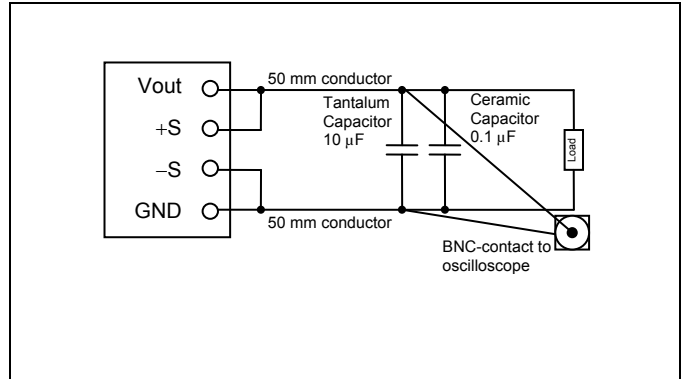 Vout
+S
−S
GND
50 mm conductor
Tantalum
Capacitor
10 μF
Ceramic
Capacitor
0.1 μF
Load
50 mm conductor
BNC-contact to
oscilloscope